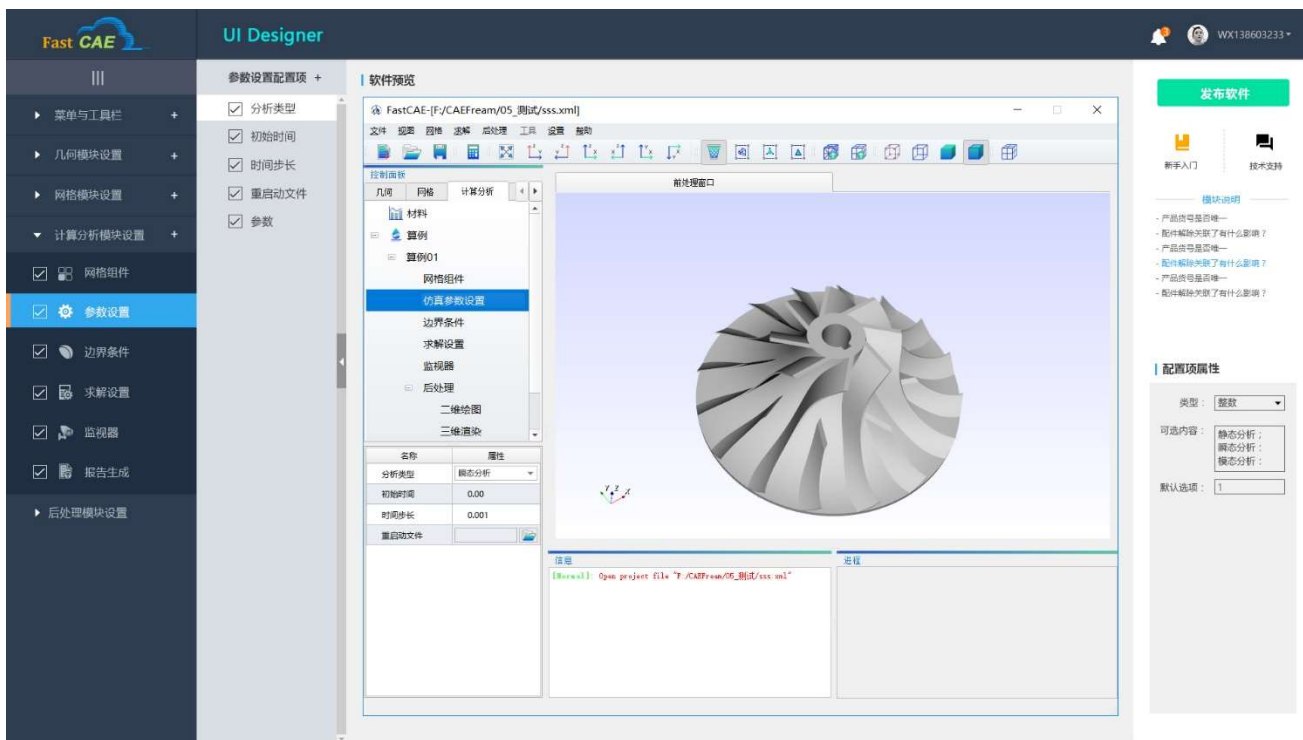 Fast CAE
UI Designer
WX138603233
参数设置配置项 +
软件预览
发布软件
菜单与工具栏 +
几何模块设置 +
网格模块设置 +
计算分析模块设置 +
网格组件
参数设置
边界条件
求解设置
监视器
报告生成
后处理模块设置
分析类型
初始时间
时间步长
重启动文件
参数
FastCAE-[F:/CAEFream/05_测试/sss.xml]
文件 视图 网格 求解 后处理 工具 设置 帮助
控制面板
几何 网格 计算分析
材料
算例
算例01
网格组件
仿真参数设置
边界条件
求解设置
监视器
后处理
二维绘图
三维渲染
名称 属性
分析类型 瞬态分析
初始时间 0.00
时间步长 0.001
重启动文件
前处理窗口
Y Z X
信息
[Normal]: Open project file "F:/CAEFream/05_测试/sss.xml"
进程
新手入门 技术支持
模块说明
- 产品货号是否唯一
- 配件解除关联了有什么影响？
- 产品货号是否唯一
- 配件解除关联了有什么影响？
- 产品货号是否唯一
- 配件解除关联了有什么影响？
配置项属性
类型： 整数
可选内容： 静态分析；
瞬态分析；
模态分析；
默认选项： 1